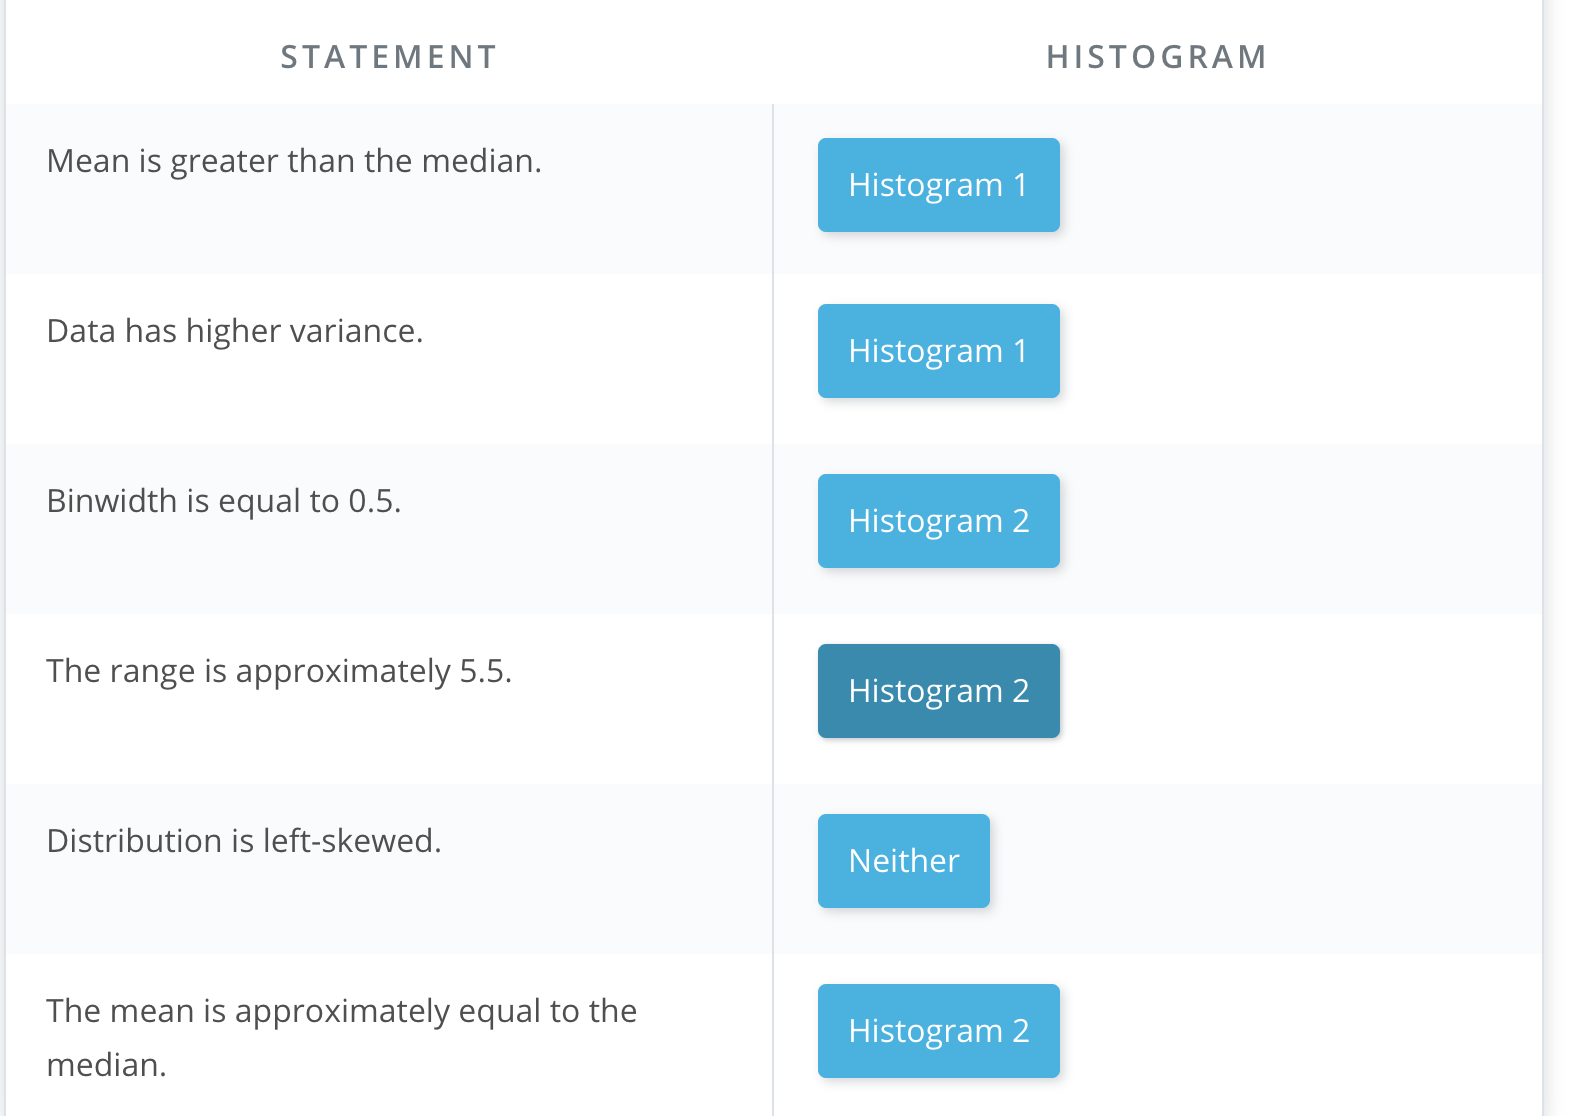 STATEMENT HISTOGRAM
Mean is greater than the median.
Histogram 1
Data has higher variance.
Histogram 1
Binwidth is equal to 0.5.
Histogram 2
The range is approximately 5.5.
Histogram 2
Distribution is left-skewed.
Neither
The mean is approximately equal to the
median.
Histogram 2